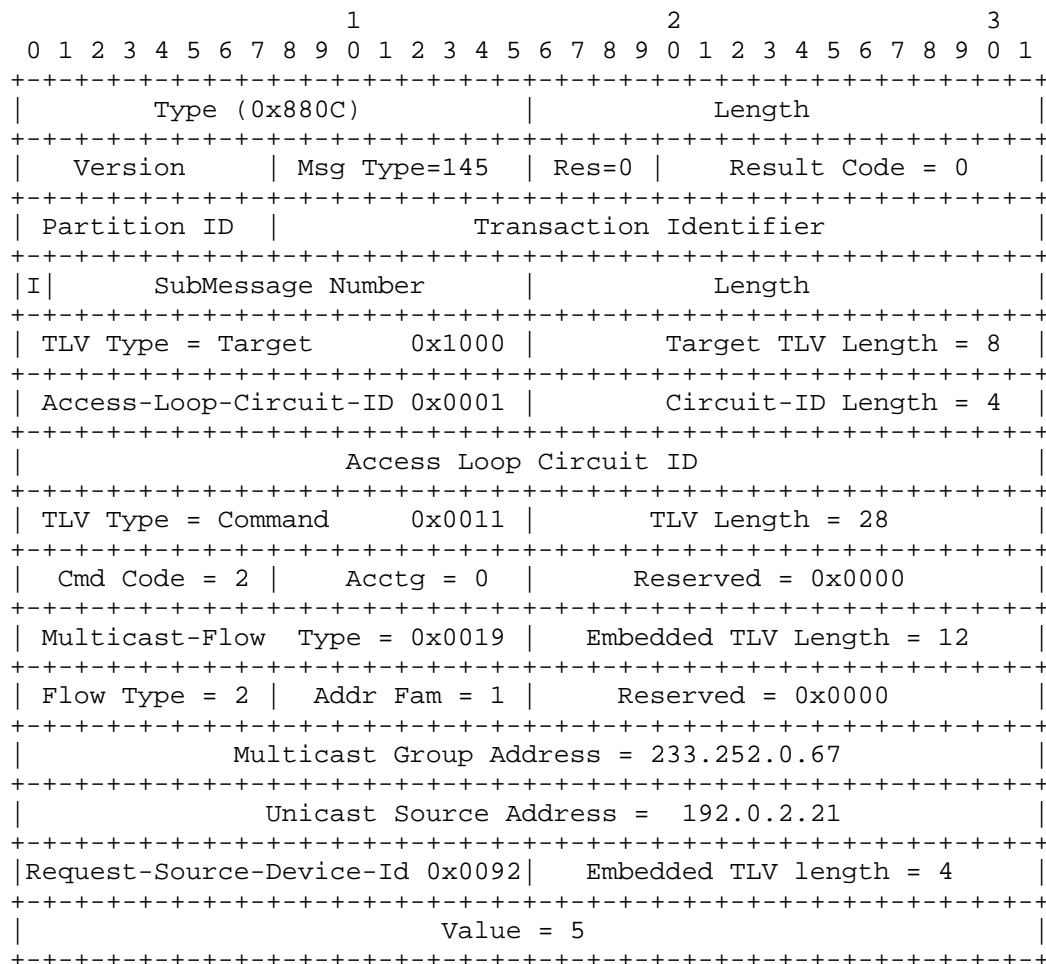 1                   2                   3
 0 1 2 3 4 5 6 7 8 9 0 1 2 3 4 5 6 7 8 9 0 1 2 3 4 5 6 7 8 9 0 1
+-+-+-+-+-+-+-+-+-+-+-+-+-+-+-+-+-+-+-+-+-+-+-+-+-+-+-+-+-+-+-+-+
|        Type (0x880C)          |           Length              |
+-+-+-+-+-+-+-+-+-+-+-+-+-+-+-+-+-+-+-+-+-+-+-+-+-+-+-+-+-+-+-+-+
|   Version     | Msg Type=145  | Res=0 |    Result Code = 0    |
+-+-+-+-+-+-+-+-+-+-+-+-+-+-+-+-+-+-+-+-+-+-+-+-+-+-+-+-+-+-+-+-+
| Partition ID  |            Transaction Identifier             |
+-+-+-+-+-+-+-+-+-+-+-+-+-+-+-+-+-+-+-+-+-+-+-+-+-+-+-+-+-+-+-+-+
|I|      SubMessage Number      |           Length              |
+-+-+-+-+-+-+-+-+-+-+-+-+-+-+-+-+-+-+-+-+-+-+-+-+-+-+-+-+-+-+-+-+
| TLV Type = Target      0x1000 |        Target TLV Length = 8  |
+-+-+-+-+-+-+-+-+-+-+-+-+-+-+-+-+-+-+-+-+-+-+-+-+-+-+-+-+-+-+-+-+
| Access-Loop-Circuit-ID 0x0001 |        Circuit-ID Length = 4  |
+-+-+-+-+-+-+-+-+-+-+-+-+-+-+-+-+-+-+-+-+-+-+-+-+-+-+-+-+-+-+-+-+
|                    Access Loop Circuit ID                     |
+-+-+-+-+-+-+-+-+-+-+-+-+-+-+-+-+-+-+-+-+-+-+-+-+-+-+-+-+-+-+-+-+
| TLV Type = Command     0x0011 |       TLV Length = 28         |
+-+-+-+-+-+-+-+-+-+-+-+-+-+-+-+-+-+-+-+-+-+-+-+-+-+-+-+-+-+-+-+-+
|  Cmd Code = 2 |    Acctg = 0  |      Reserved = 0x0000        |
+-+-+-+-+-+-+-+-+-+-+-+-+-+-+-+-+-+-+-+-+-+-+-+-+-+-+-+-+-+-+-+-+
| Multicast-Flow  Type = 0x0019 |   Embedded TLV Length = 12    |
+-+-+-+-+-+-+-+-+-+-+-+-+-+-+-+-+-+-+-+-+-+-+-+-+-+-+-+-+-+-+-+-+
| Flow Type = 2 |  Addr Fam = 1 |     Reserved = 0x0000         |
+-+-+-+-+-+-+-+-+-+-+-+-+-+-+-+-+-+-+-+-+-+-+-+-+-+-+-+-+-+-+-+-+
|             Multicast Group Address = 233.252.0.67            |
+-+-+-+-+-+-+-+-+-+-+-+-+-+-+-+-+-+-+-+-+-+-+-+-+-+-+-+-+-+-+-+-+
|               Unicast Source Address =  192.0.2.21            |
+-+-+-+-+-+-+-+-+-+-+-+-+-+-+-+-+-+-+-+-+-+-+-+-+-+-+-+-+-+-+-+-+
|Request-Source-Device-Id 0x0092|   Embedded TLV length = 4     |
+-+-+-+-+-+-+-+-+-+-+-+-+-+-+-+-+-+-+-+-+-+-+-+-+-+-+-+-+-+-+-+-+
|                          Value = 5                            |
+-+-+-+-+-+-+-+-+-+-+-+-+-+-+-+-+-+-+-+-+-+-+-+-+-+-+-+-+-+-+-+-+